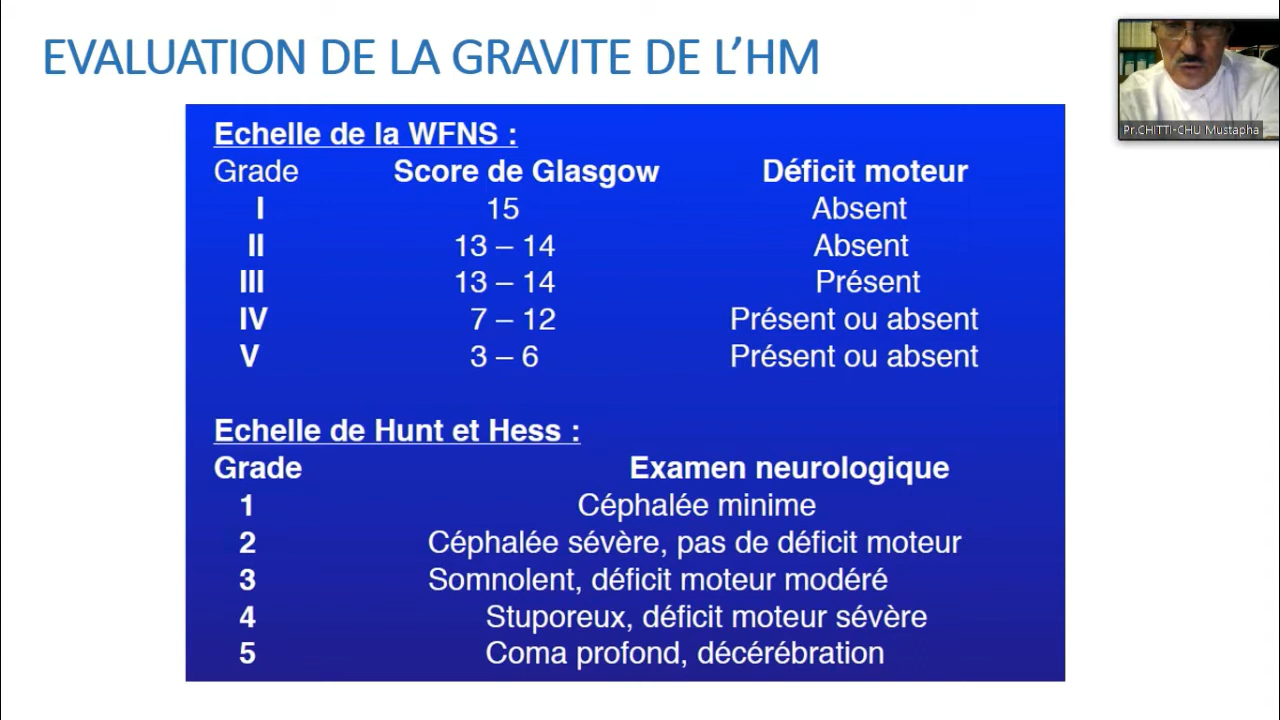 EVALUATION DE LA GRAVITE DE L’HM
Pr.CHITTI-CHU Mustapha
Echelle de la WFNS :
Grade Score de Glasgow Déficit moteur
I 15 Absent
II 13 – 14 Absent
III 13 – 14 Présent
IV 7 – 12 Présent ou absent
V 3 – 6 Présent ou absent
Echelle de Hunt et Hess :
Grade Examen neurologique
1 Céphalée minime
2 Céphalée sévère, pas de déficit moteur
3 Somnolent, déficit moteur modéré
4 Stuporeux, déficit moteur sévère
5 Coma profond, décérébration